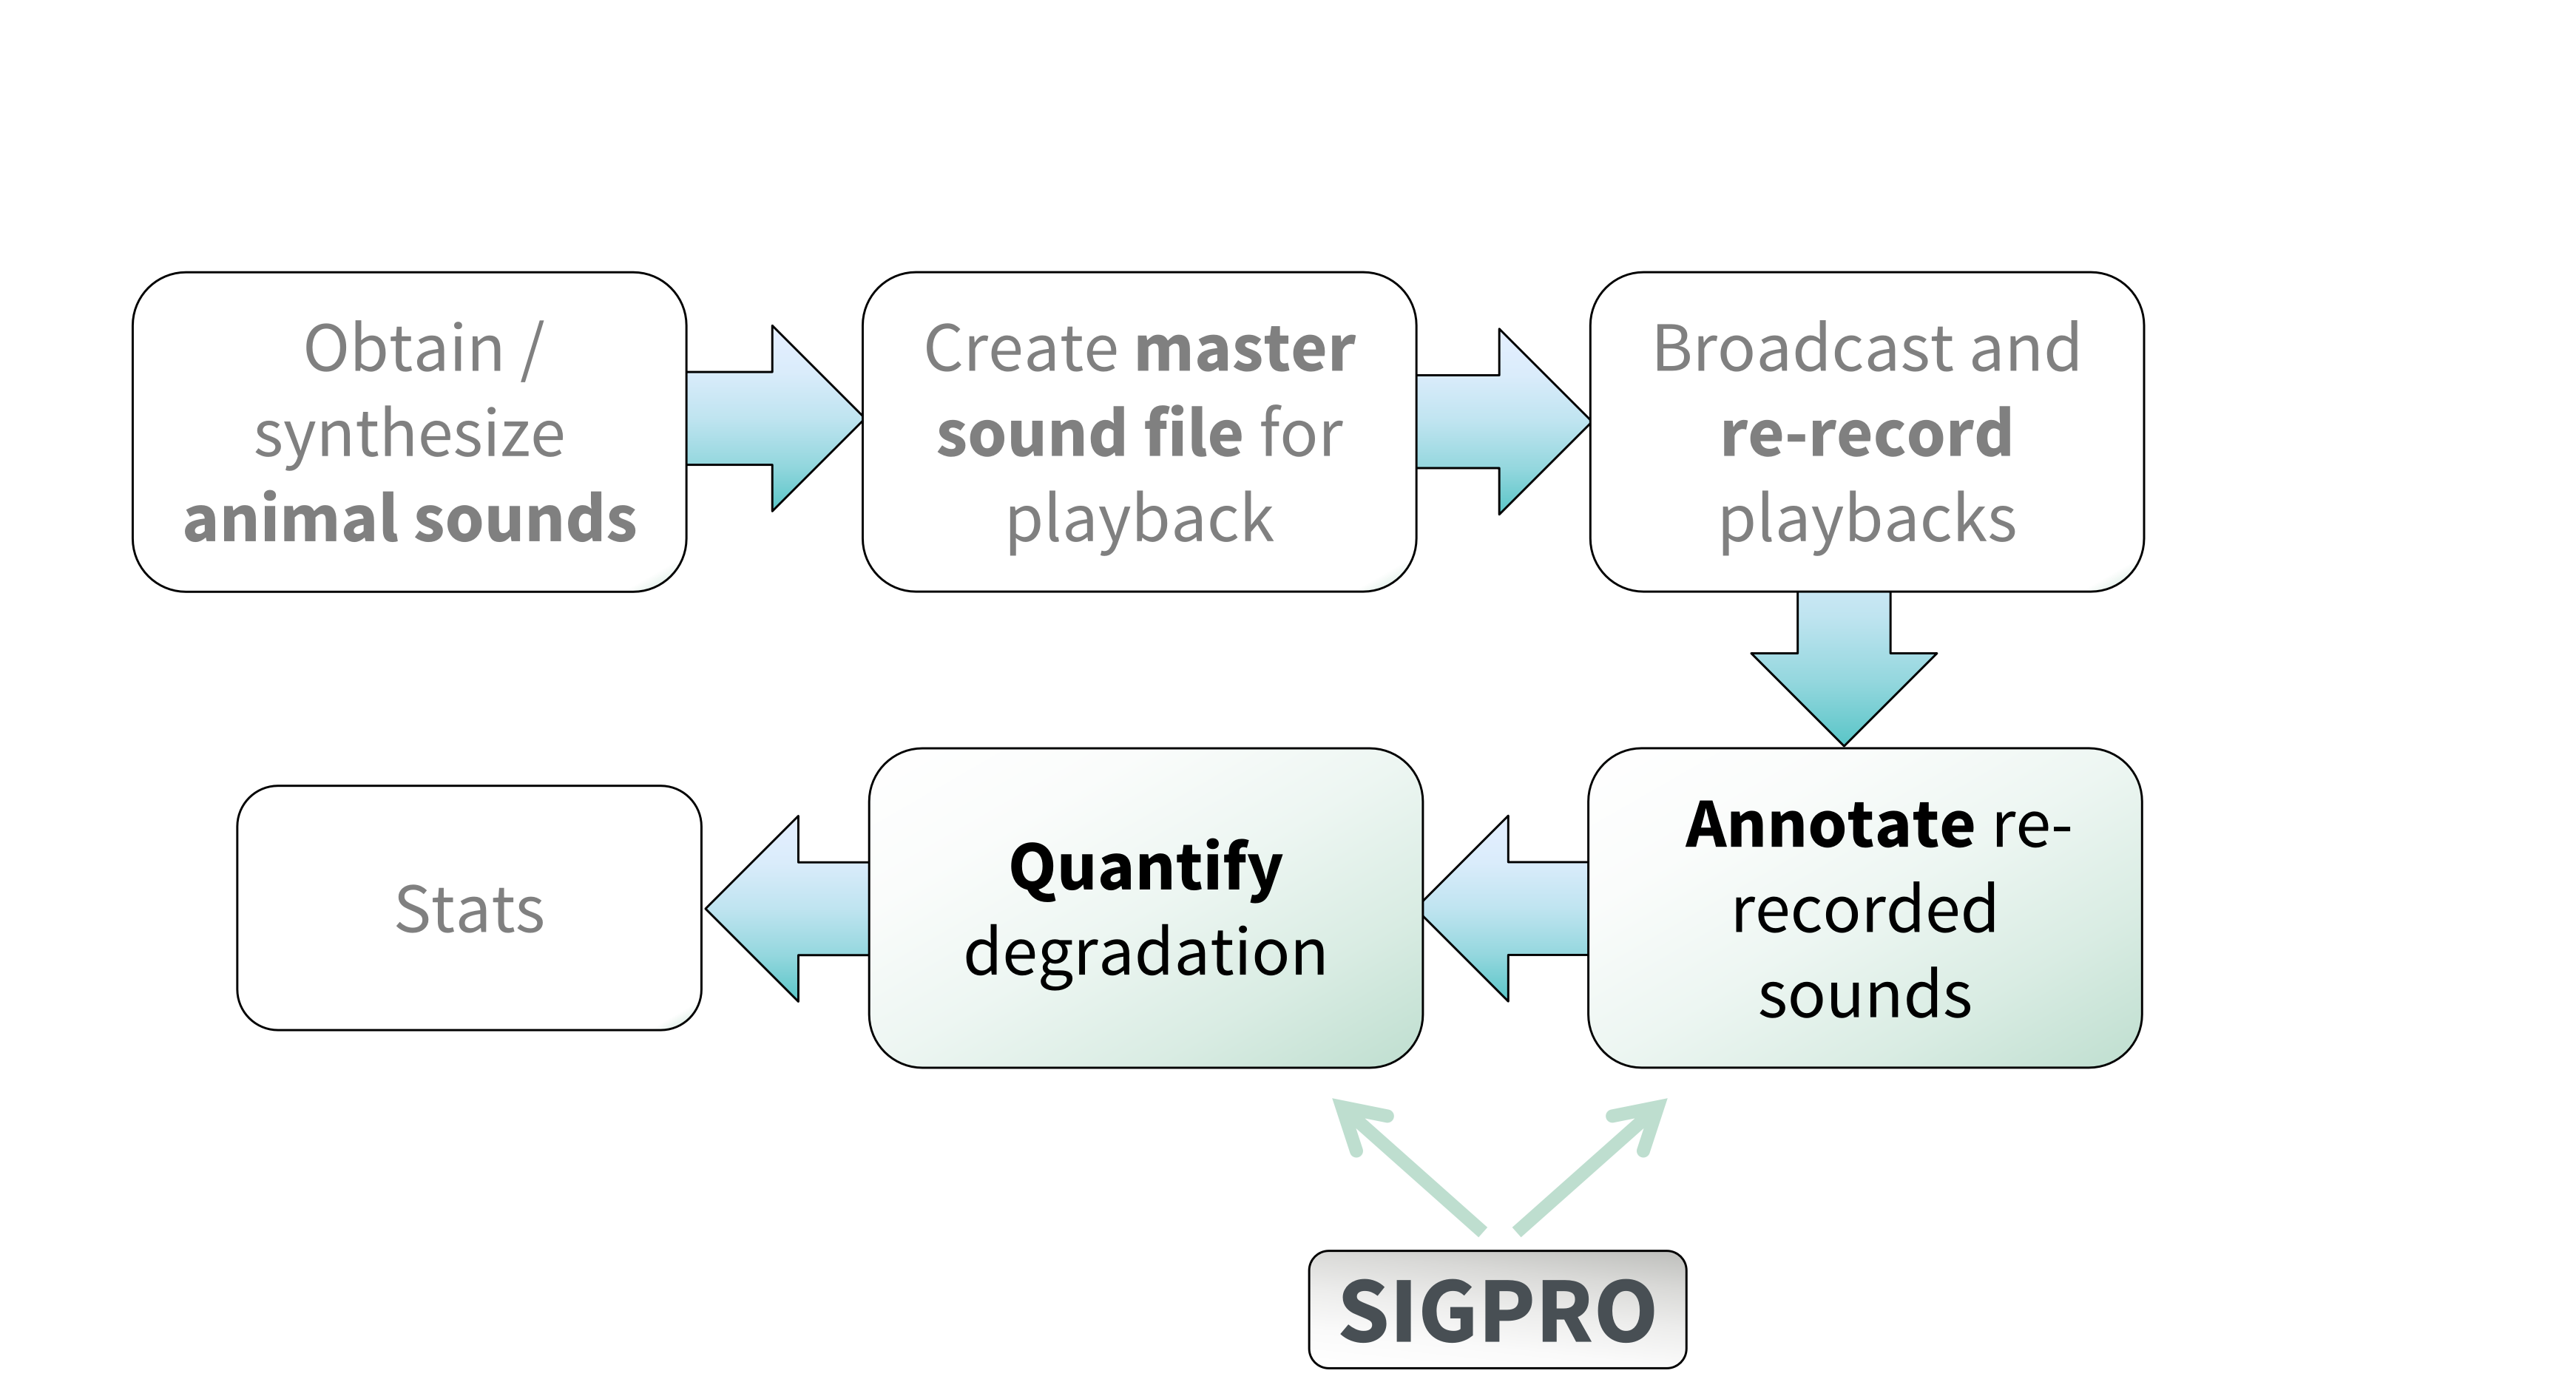 Obtain /
synthesize
animal sounds
Create master
sound file for
playback
Broadcast and
re-record
playbacks
Annotate re-
recorded
sounds
Quantify
degradation
Stats
SIGPRO